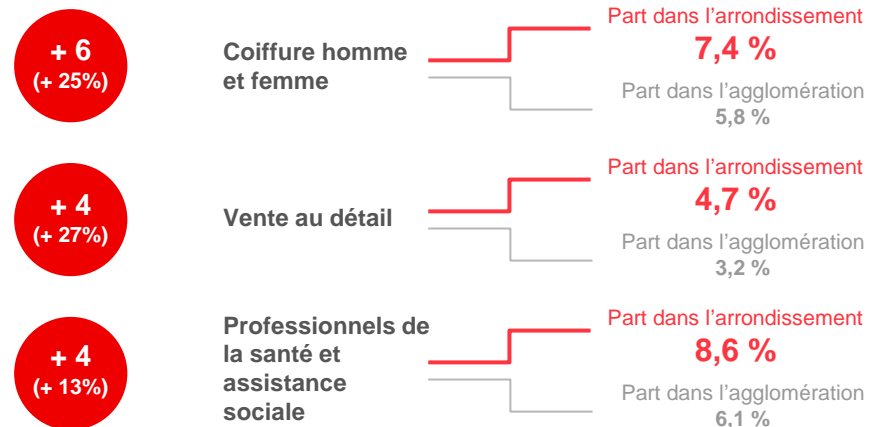 + 6
(+ 25%)
Coiffure homme
et femme
Part dans l’arrondissement
7,4 %
Part dans l’agglomération
5,8 %
+ 4
(+ 27%)
Vente au détail
Part dans l’arrondissement
4,7 %
Part dans l’agglomération
3,2 %
+ 4
(+ 13%)
Professionnels de
la santé et
assistance
sociale
Part dans l’arrondissement
8,6 %
Part dans l’agglomération
6,1 %